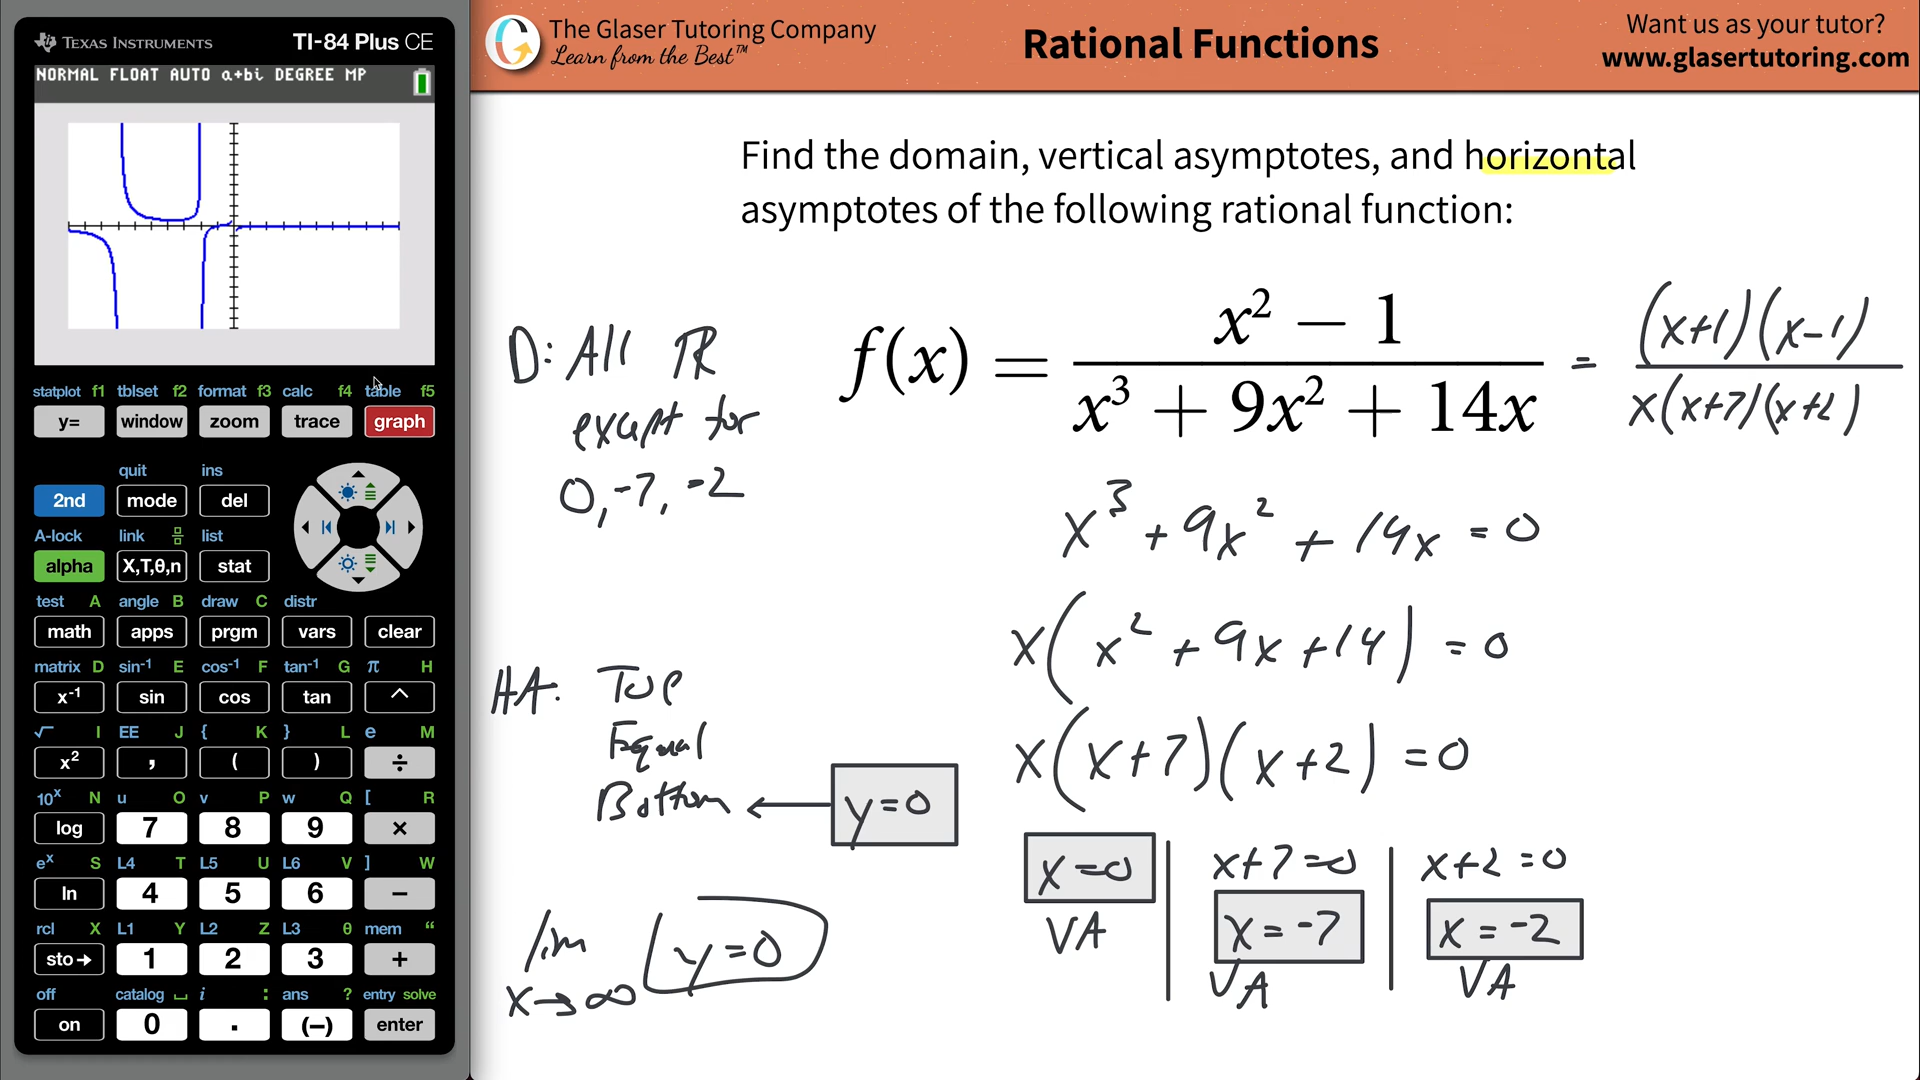 TEXAS INSTRUMENTS TI-84 Plus CE
NORMAL FLOAT AUTO a+bi DEGREE MP
statplot f1 tblset f2 format f3 calc f4 table f5
y= window zoom trace graph
quit ins
2nd mode del
A-lock link list
alpha X,T,θ,n stat
test A angle B draw C distr
math apps prgm vars clear
matrix D sin⁻¹ E cos⁻¹ F tan⁻¹ G π H
x⁻¹ sin cos tan ^
√ I EE J { K } L e M
x² , ( ) ÷
10ˣ N u O v P w Q [ R
log 7 8 9 ×
eˣ S L4 T L5 U L6 V ] W
ln 4 5 6 −
rcl X L1 Y L2 Z L3 θ mem “
sto→ 1 2 3 +
off catalog ⎵ i : ans ? entry solve
on 0 . (−) enter
The Glaser Tutoring Company
Learn from the Best™
Rational Functions
Want us as your tutor?
www.glasertutoring.com
Find the domain, vertical asymptotes, and horizontal
asymptotes of the following rational function:
f(x) = (x² − 1)/(x³ + 9x² + 14x) = (x+1)(x-1)/x(x+7)(x+2)
D: All ℝ
except for
0, -7, -2
x³ + 9x² + 14x = 0
x(x² + 9x + 14) = 0
x(x+7)(x+2) = 0
x=0
VA
x+7=0
x = -7
VA
x+2=0
x = -2
VA
HA: Top
Equal
Bottom ← y=0
lim y=0
x→∞